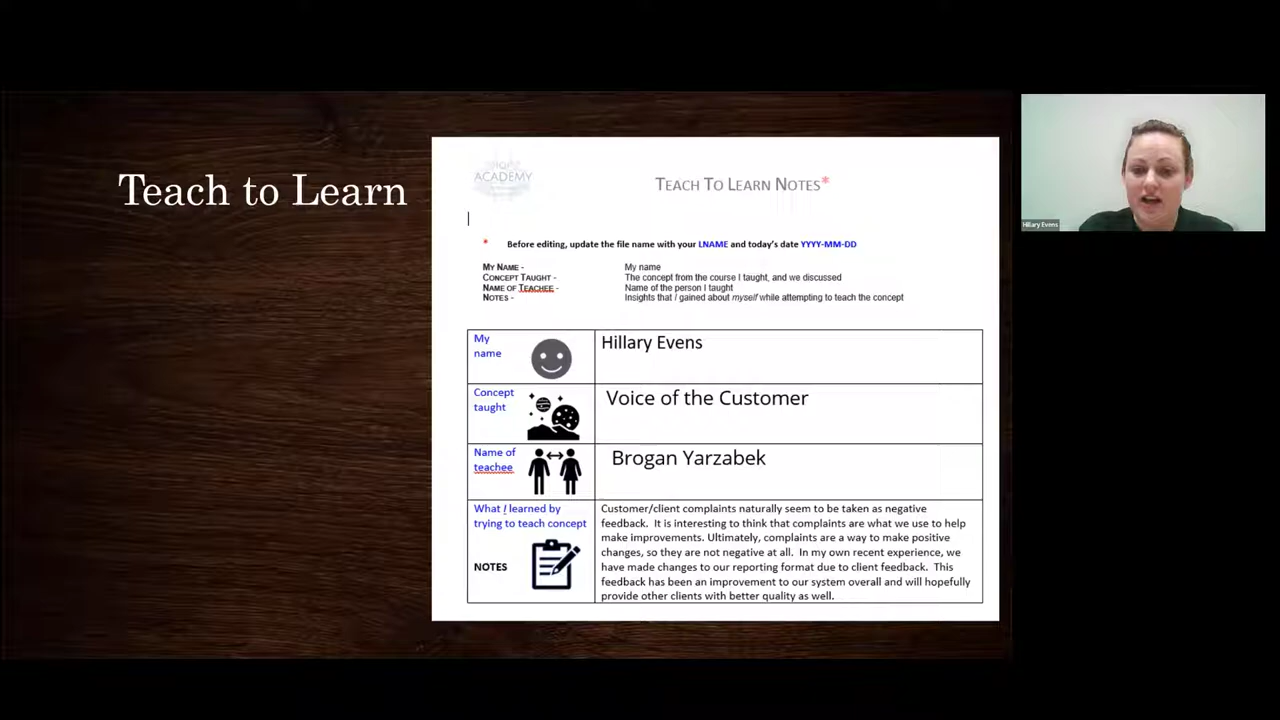 Teach to Learn
ACADEMY
TEACH TO LEARN NOTES*
* Before editing, update the file name with your LNAME and today's date YYYY-MM-DD
MY NAME - My name
CONCEPT TAUGHT - The concept from the course I taught, and we discussed
NAME OF TEACHEE - Name of the person I taught
NOTES - Insights that I gained about myself while attempting to teach the concept
My
name
Hillary Evens
Concept
taught
Voice of the Customer
Name of
teachee
Brogan Yarzabek
What I learned by
trying to teach concept
NOTES
Customer/client complaints naturally seem to be taken as negative
feedback. It is interesting to think that complaints are what we use to help
make improvements. Ultimately, complaints are a way to make positive
changes, so they are not negative at all. In my own recent experience, we
have made changes to our reporting format due to client feedback. This
feedback has been an improvement to our system overall and will hopefully
provide other clients with better quality as well.
Hillary Evens